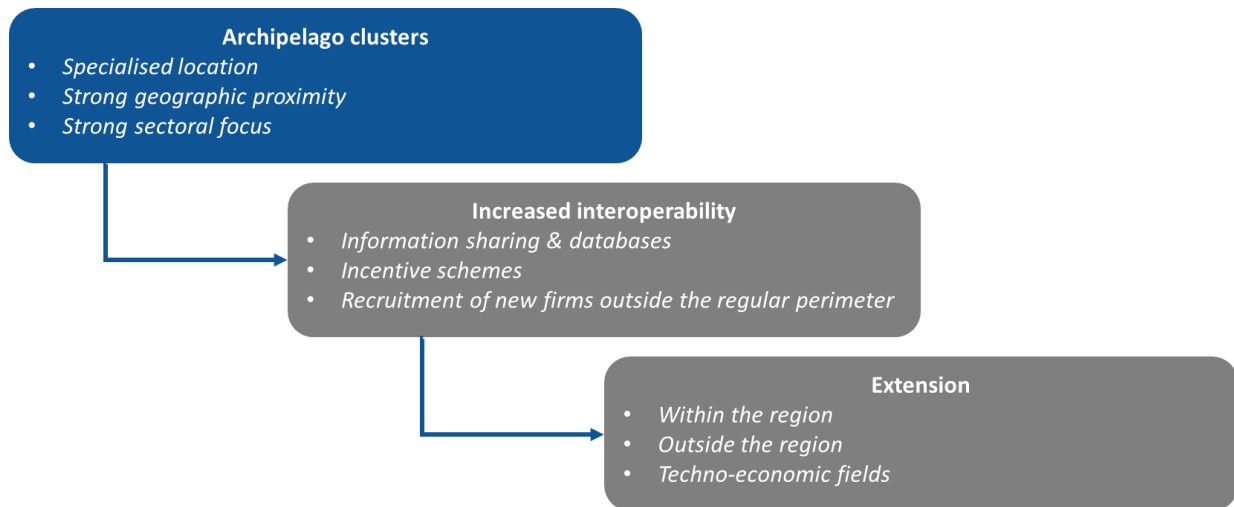 Archipelago clusters
• Specialised location
• Strong geographic proximity
• Strong sectoral focus
Increased interoperability
• Information sharing & databases
• Incentive schemes
• Recruitment of new firms outside the regular perimeter
Extension
• Within the region
• Outside the region
• Techno-economic fields